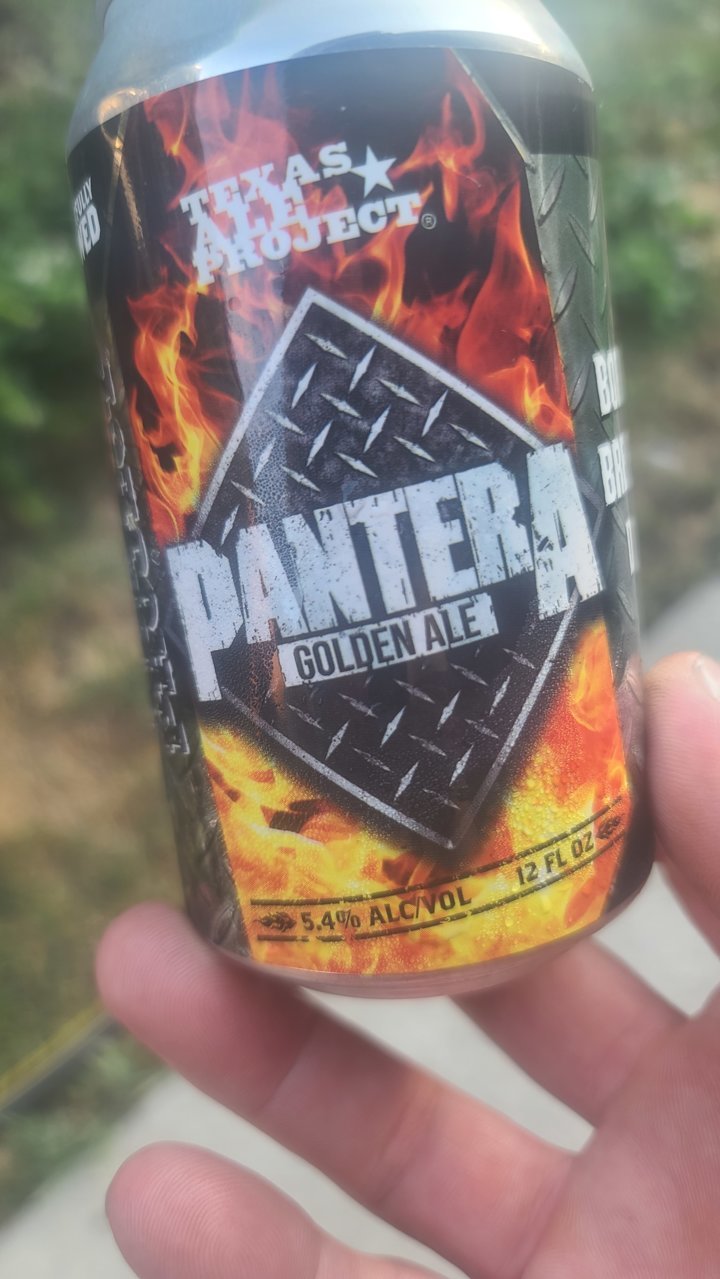 TEXAS
ALE
PROJECT®
PANTERA
GOLDEN ALE
5.4% ALC/VOL 12 FL OZ